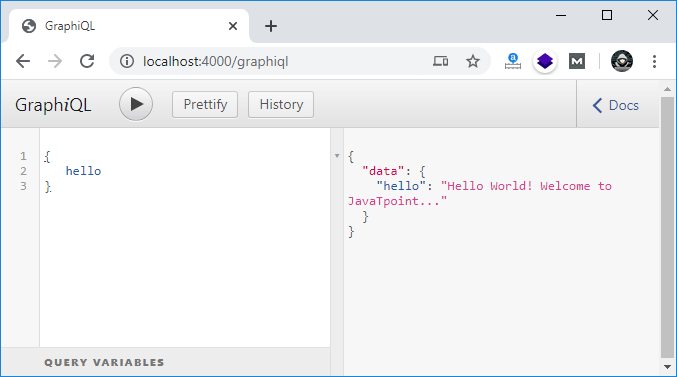 GraphiQL
localhost:4000/graphiql
a
M
GraphiQL
Prettify
History
Docs
1 {
2 hello
3 }
{
"data": {
"hello": "Hello World! Welcome to
JavaTpoint..."
}
}
QUERY VARIABLES